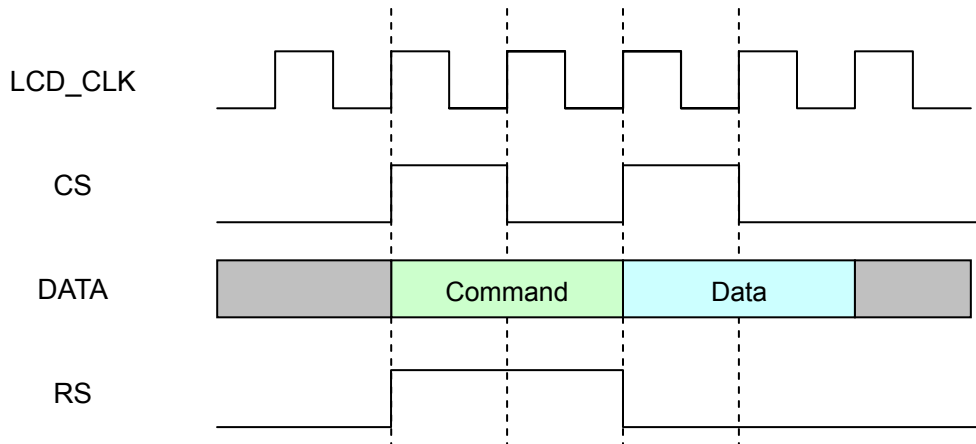 LCD_CLK
CS
DATA
Command
Data
RS